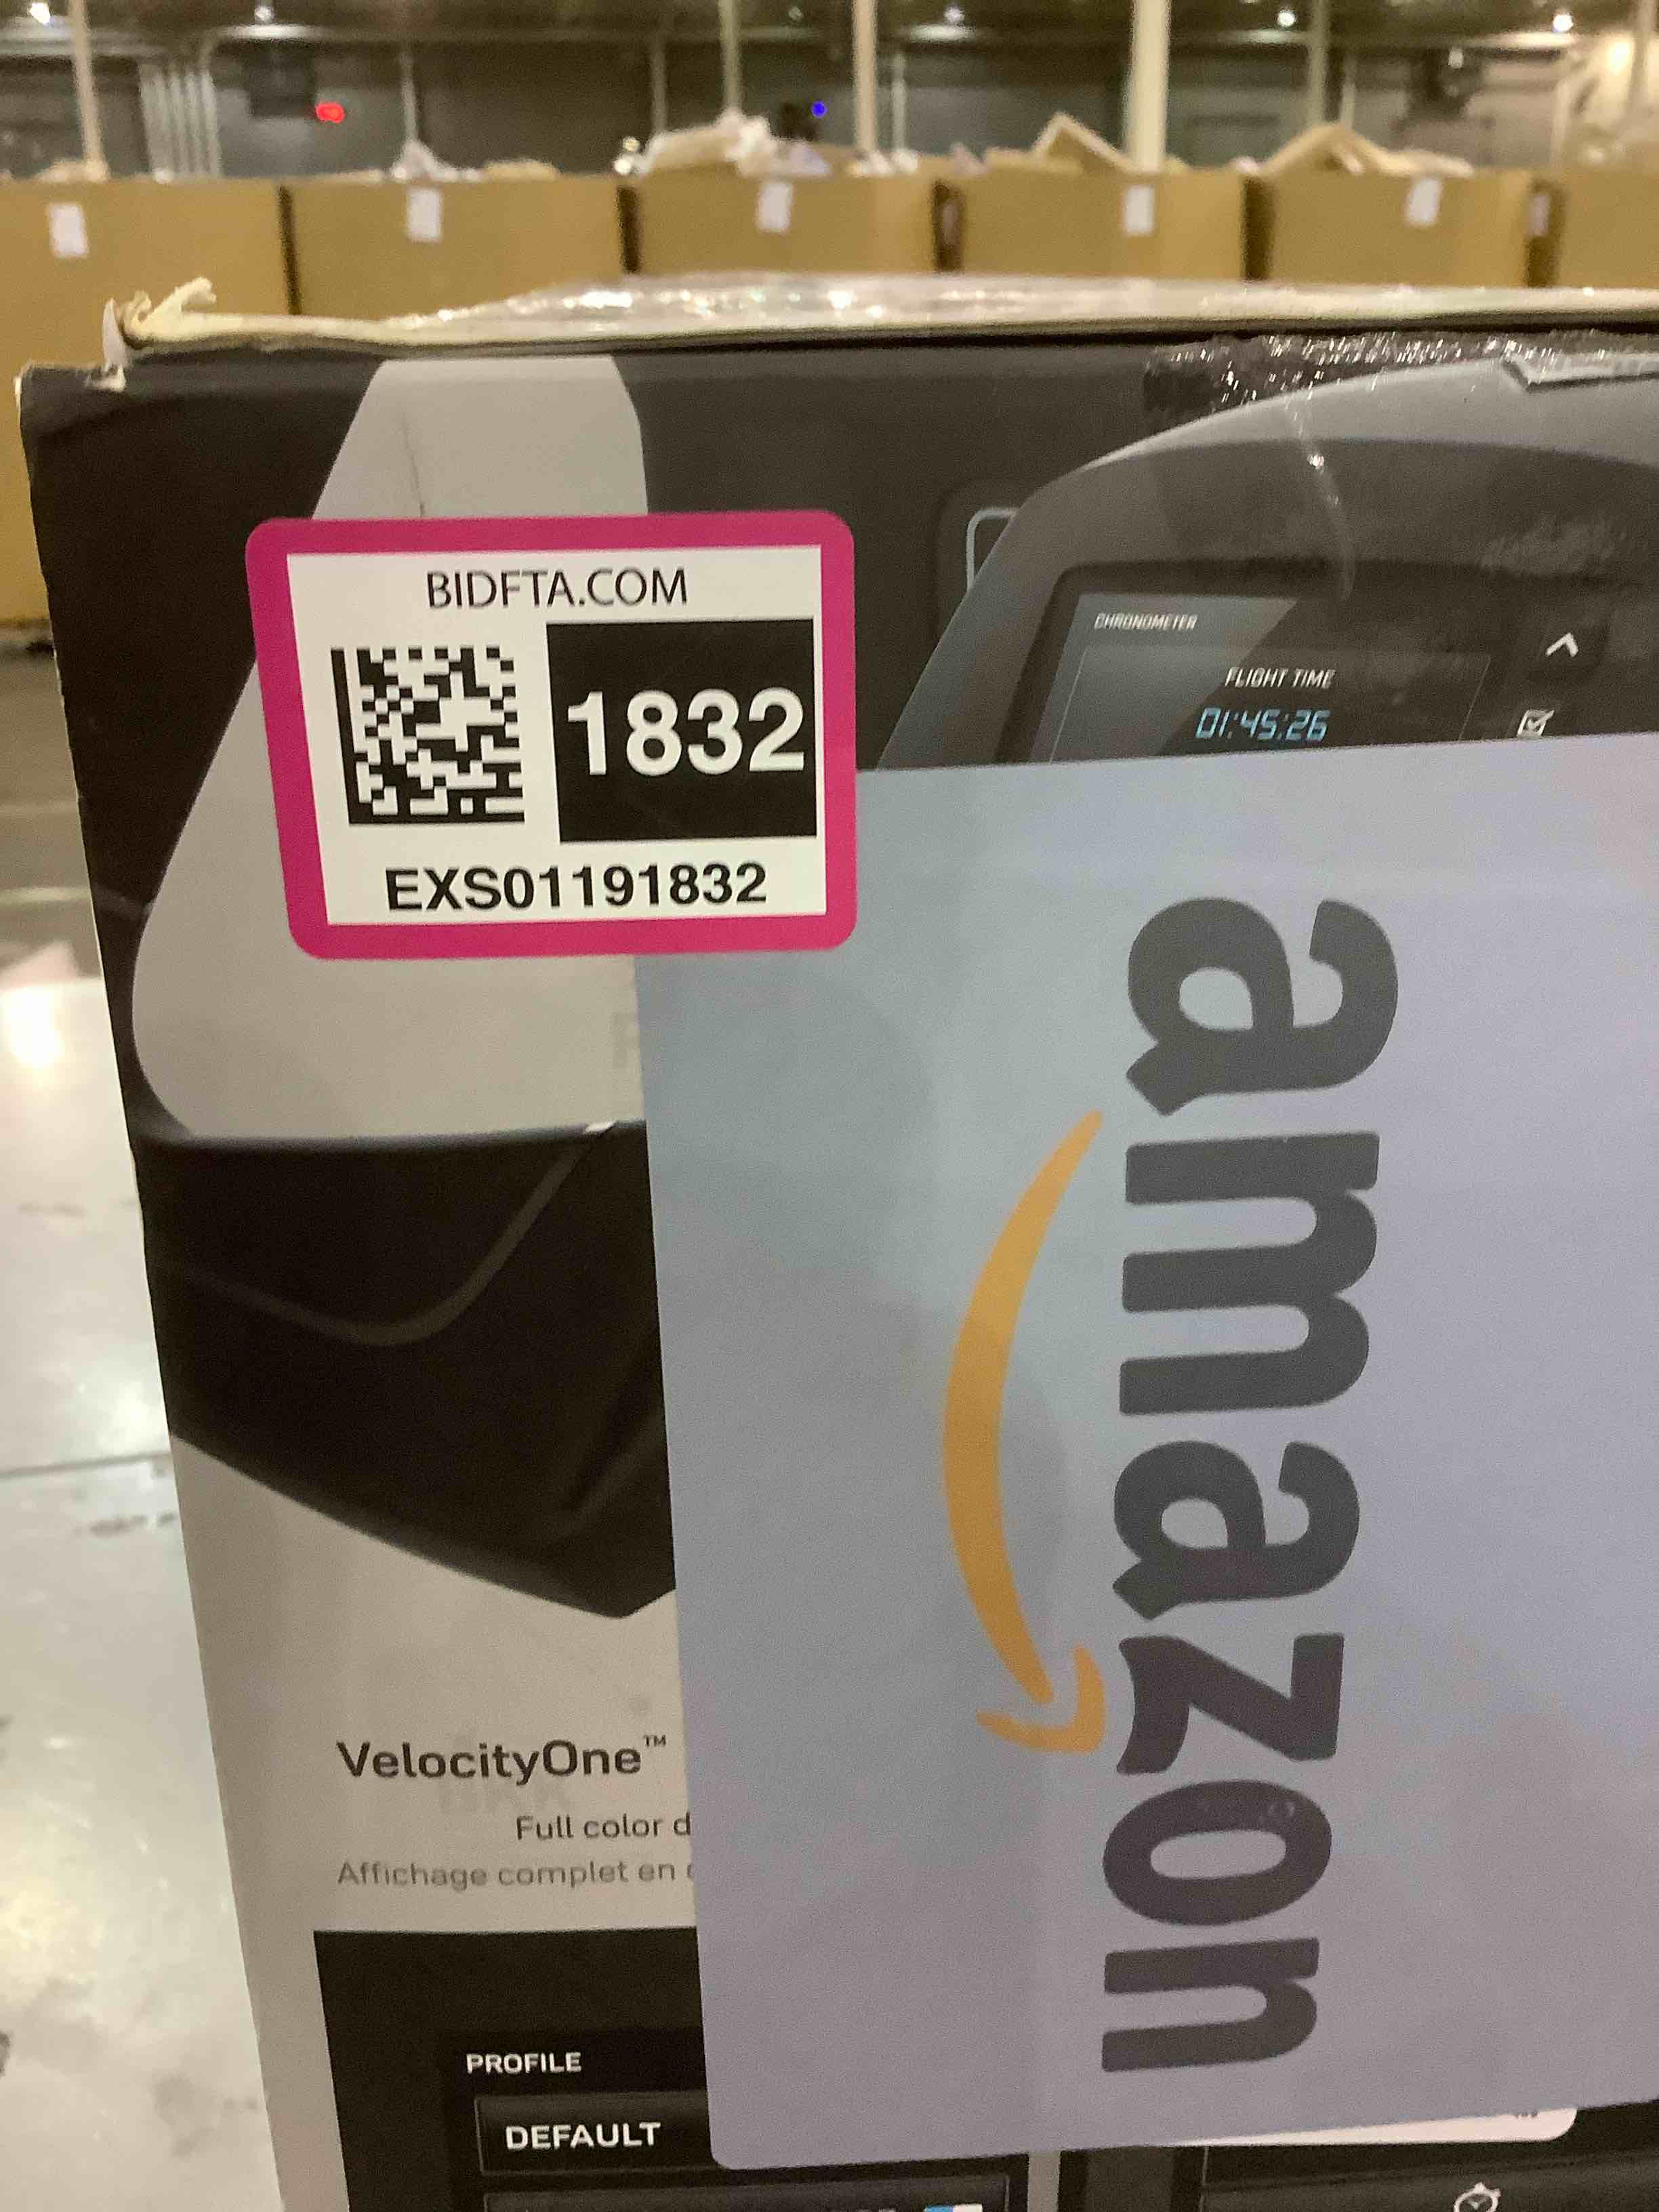 BIDFTA.COM
1832
EXS01191832
CHRONOMETER
FLIGHT TIME
01:45:26
amazon
VelocityOne™
Full color d
Affichage complet en
PROFILE
DEFAULT